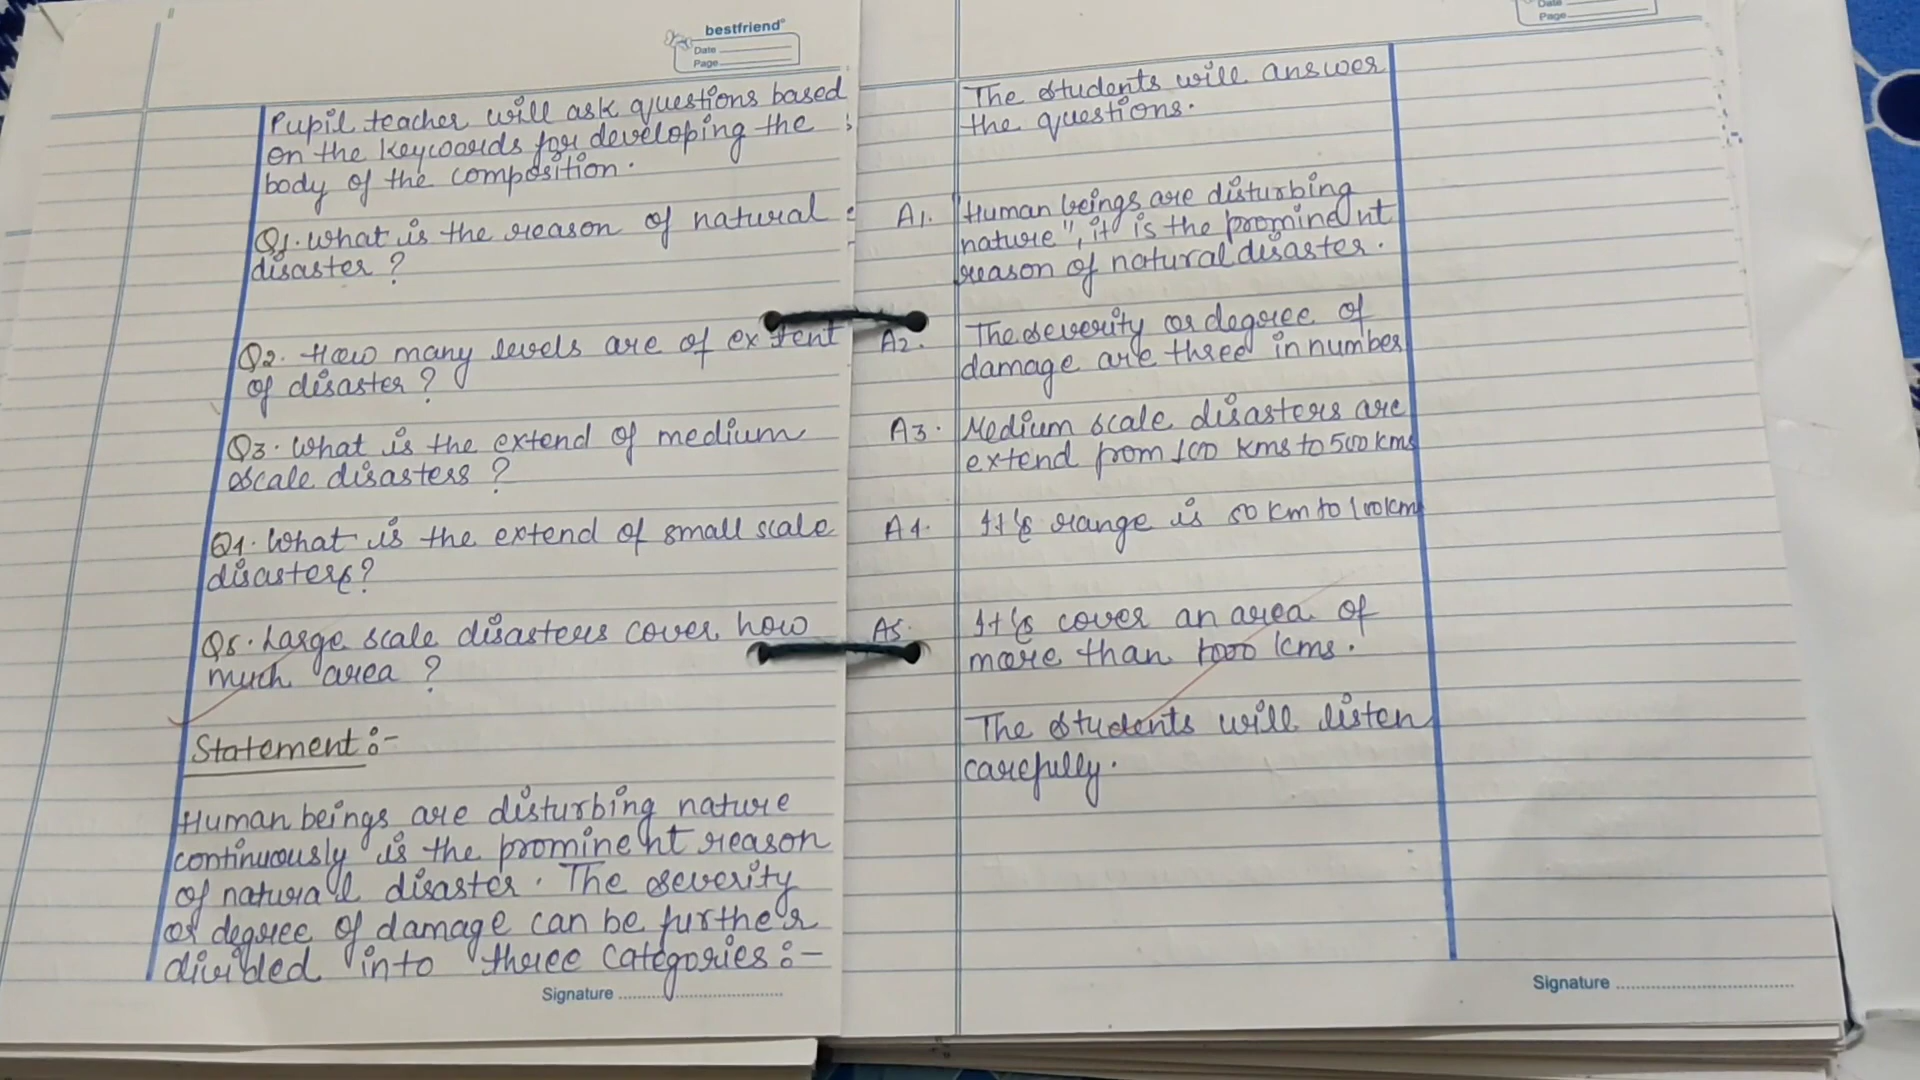 bestfriend
Date
Page
Pupil teacher will ask questions based
on the keywords for developing the
body of the composition.
Q1. What is the reason of natural
disaster ?
Q2. How many levels are of extent
of disaster ?
Q3. What is the extend of medium
scale disasters ?
Q4. What is the extend of small scale
disasters?
Q5. Large scale disasters cover how
much area ?
Statement :-
Human beings are disturbing nature
continuously is the prominent reason
of natural disaster. The severity
or degree of damage can be further
divided into three categories :-
Signature
Date
Page
The students will answer
the questions.
A1. Human beings are disturbing
nature", it is the prominent
reason of natural disaster.
A2. The severity or degree of
damage are three in number
A3. Medium scale disasters are
extend from 100 kms to 500 kms
A4. It's range is 50 km to 100 km
A5. It's cover an area of
more than 1000 kms.
The students will listen
carefully.
Signature